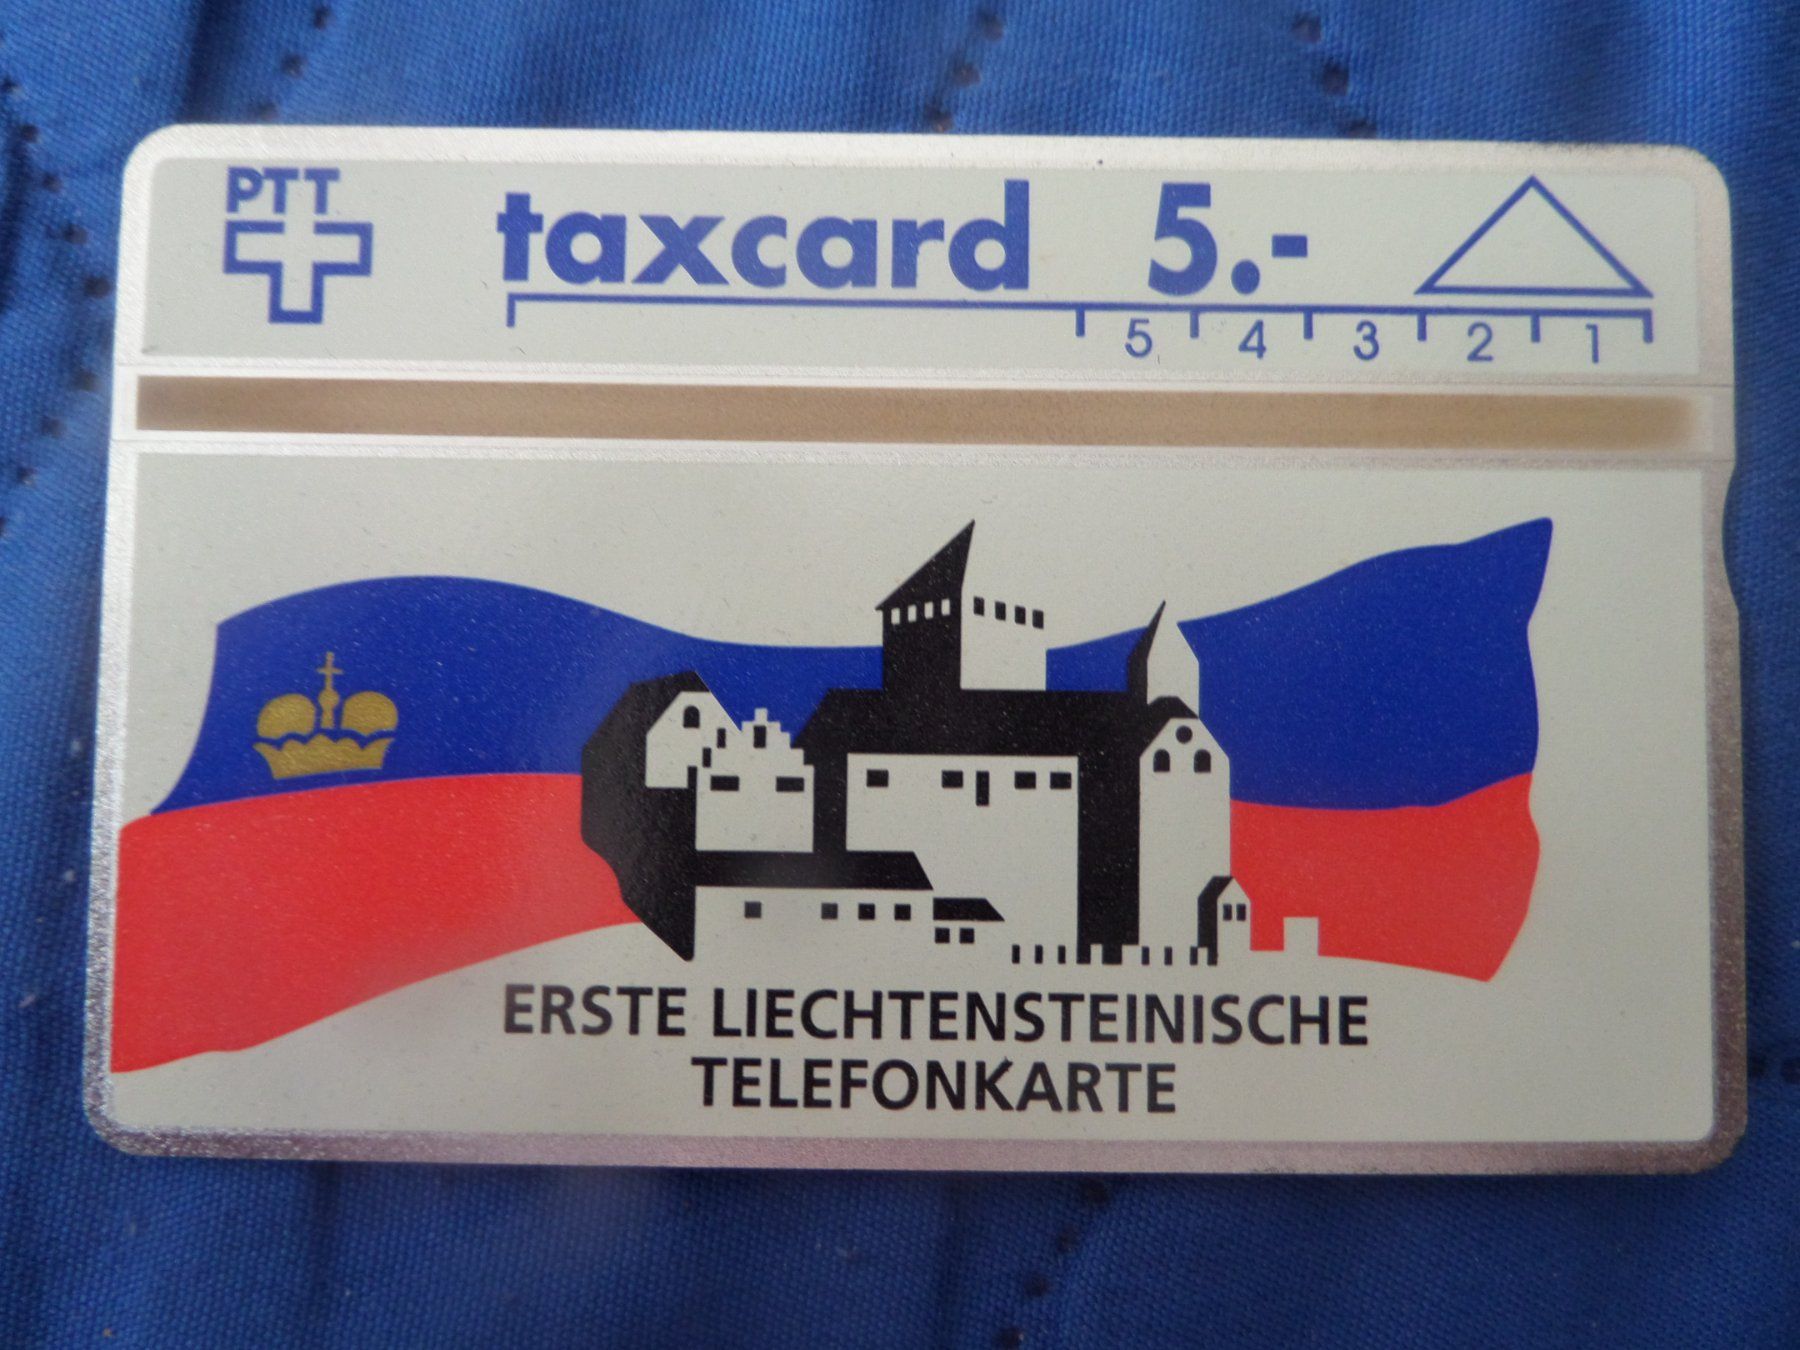 PTT
taxcard 5.-
5 4 3 2 1
ERSTE LIECHTENSTEINISCHE
TELEFONKARTE